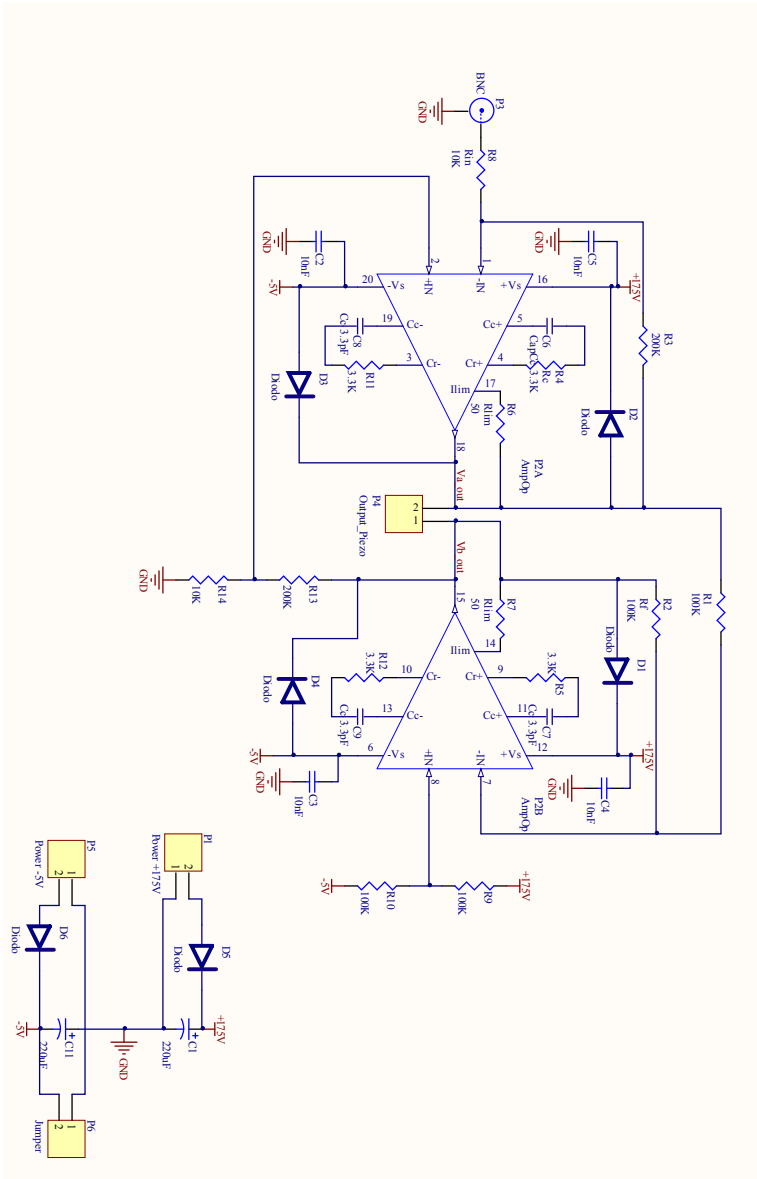 BNC
P3
GND
R8
Rin
10K
GND
C2
10nF
-5V
2
+IN
1
-IN
GND
C5
10nF
+175V
20
-Vs
16
+Vs
19
Cc-
C8
Cc 3.3pF
5
Cc+
C6
CapCc 3.3K
3
Cr-
R11
3.3K
4
Cr+
R4
Rc
R3
200K
17
Ilim
R6
Rlim
50
D3
Diodo
D2
Diodo
18
P2A
AmpOp
Va_out
P4
2
1
Output_Piezo
Vb_out
GND
R14
10K
R13
200K
15
R7
Rlim
50
14
Ilim
R2
Rf
100K
R1
100K
D1
Diodo
R12
3.3K
10
Cr-
9
Cr+
R5
3.3K
D4
Diodo
13
Cc-
C9
Cc 3.3pF
11
Cc+
C7
Cc 3.3pF
6
-Vs
-5V
12
+Vs
+175V
+IN
8
-IN
7
GND
C3
10nF
GND
C4
10nF
P2B
AmpOp
-5V
R10
100K
R9
100K
+175V
P5
2
1
Power -5V
P1
1
2
Power +175V
D6
Diodo
D5
Diodo
-5V
C11
220uF
+
GND
C1
220uF
+
+175V
P6
2
1
Jumper